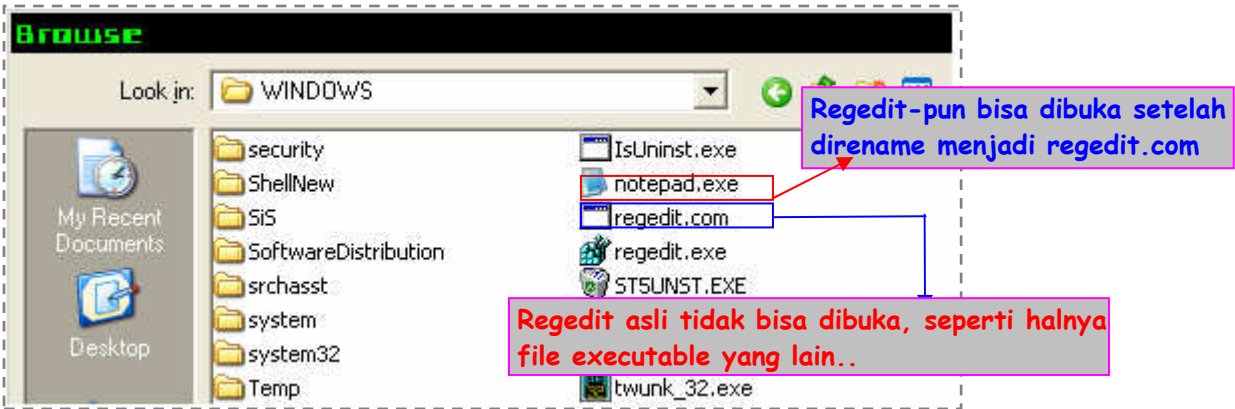 Browse
Look in:
WINDOWS
Regedit-pun bisa dibuka setelah
direname menjadi regedit.com
My Recent
Documents
Desktop
security
ShellNew
SiS
SoftwareDistribution
srchasst
system
system32
Temp
IsUninst.exe
notepad.exe
regedit.com
regedit.exe
ST5UNST.EXE
Regedit asli tidak bisa dibuka, seperti halnya
file executable yang lain..
twunk_32.exe